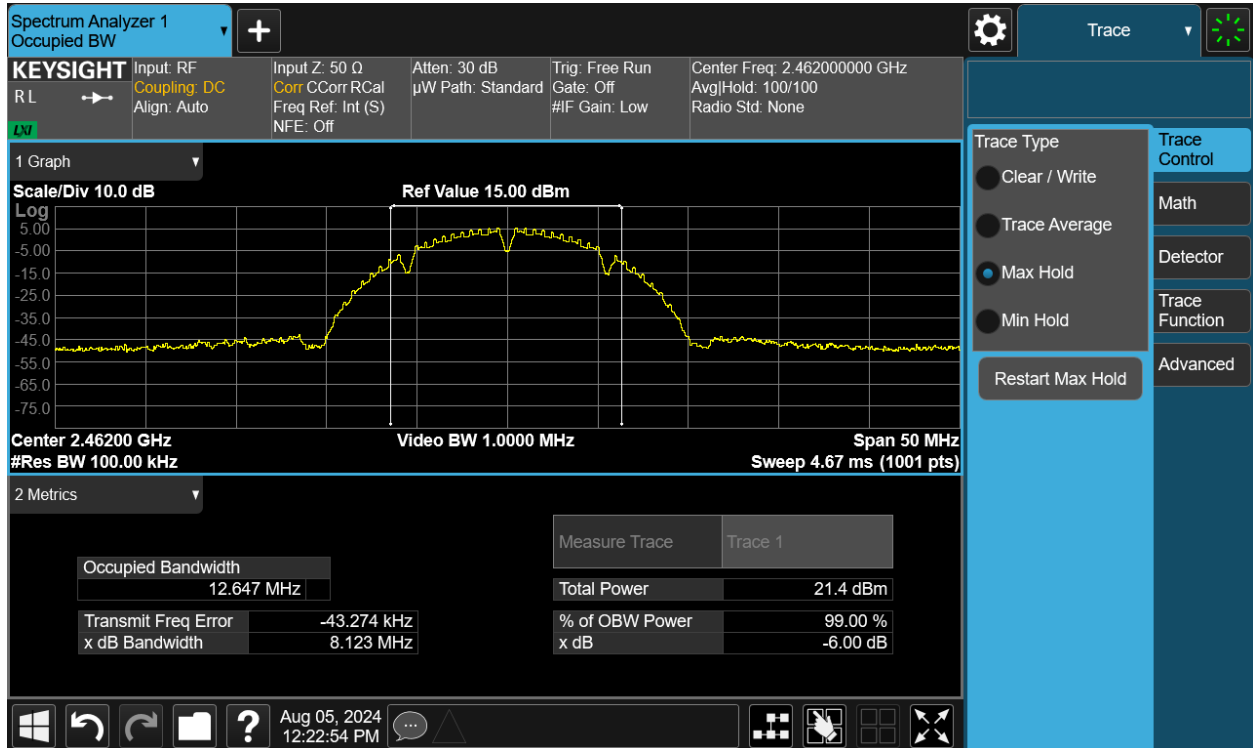 Spectrum Analyzer 1
Occupied BW
+
Trace
KEYSIGHT
R L
LXI
Input: RF
Coupling: DC
Align: Auto
Input Z: 50 Ω
Corr CCorr RCal
Freq Ref: Int (S)
NFE: Off
Atten: 30 dB
µW Path: Standard
Trig: Free Run
Gate: Off
#IF Gain: Low
Center Freq: 2.462000000 GHz
Avg|Hold: 100/100
Radio Std: None
1 Graph
Scale/Div 10.0 dB
Ref Value 15.00 dBm
Log
5.00
-5.00
-15.0
-25.0
-35.0
-45.0
-55.0
-65.0
-75.0
Center 2.46200 GHz
Video BW 1.0000 MHz
Span 50 MHz
#Res BW 100.00 kHz
Sweep 4.67 ms (1001 pts)
2 Metrics
Measure Trace
Trace 1
Occupied Bandwidth
12.647 MHz
Total Power
21.4 dBm
Transmit Freq Error
-43.274 kHz
% of OBW Power
99.00 %
x dB Bandwidth
8.123 MHz
x dB
-6.00 dB
Trace Type
Clear / Write
Trace Average
Max Hold
Min Hold
Restart Max Hold
Trace
Control
Math
Detector
Trace
Function
Advanced
?
Aug 05, 2024
12:22:54 PM